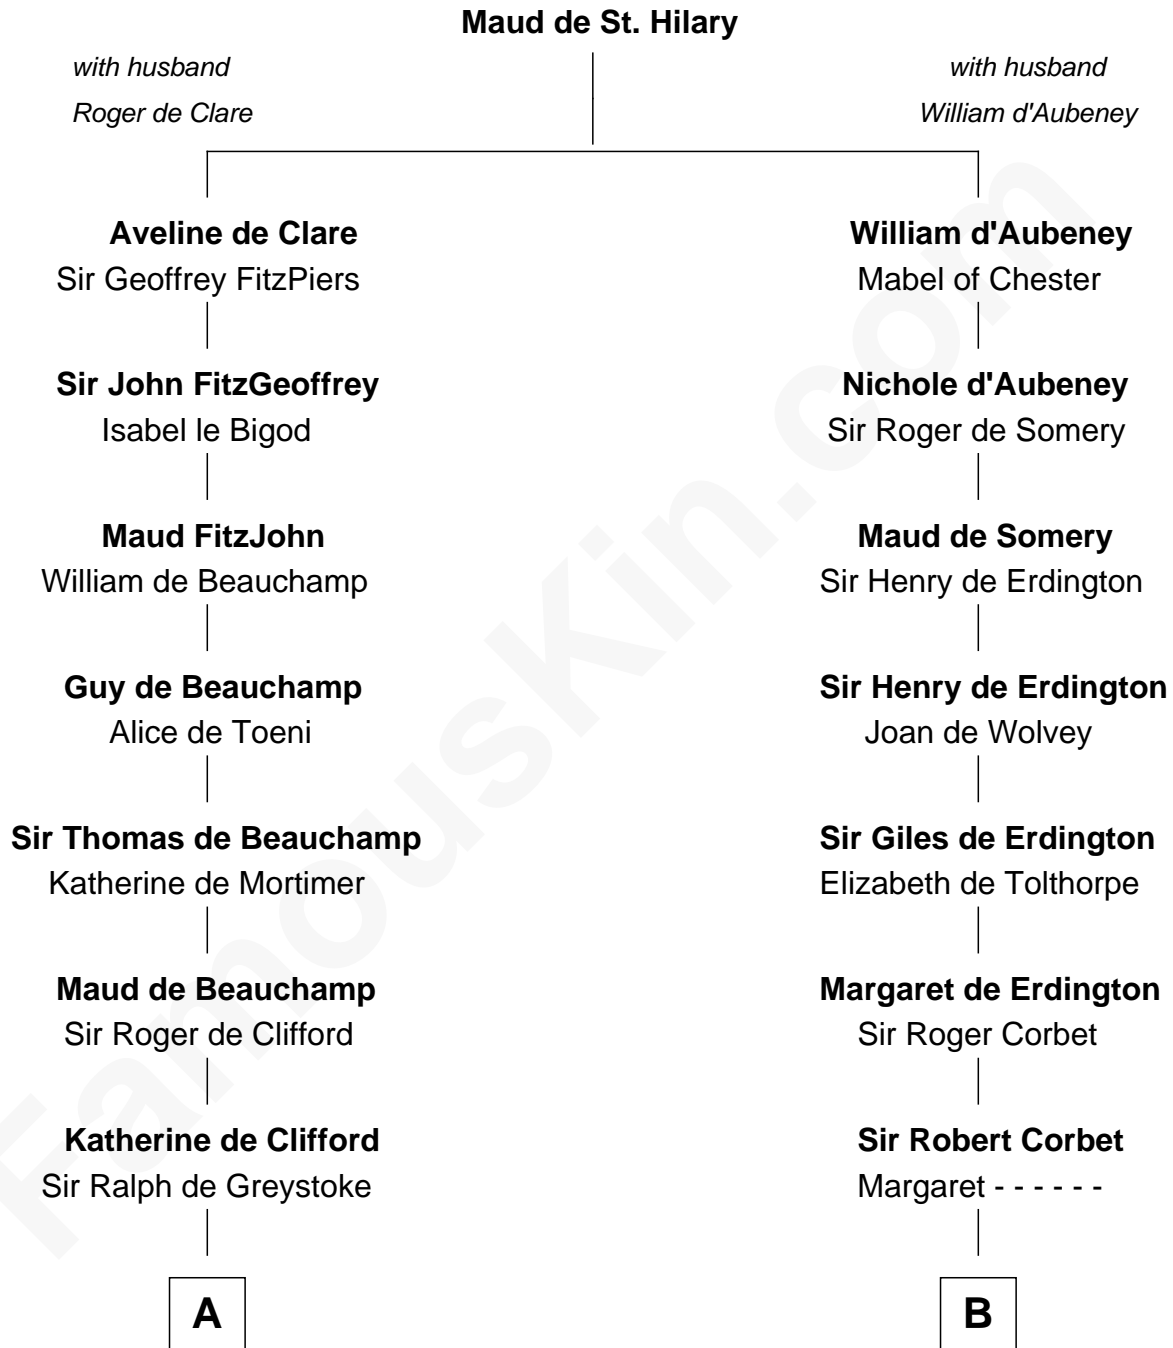 Maud de St. Hilary
with husband
Roger de Clare
with husband
William d'Aubeney
Aveline de Clare
Sir Geoffrey FitzPiers
William d'Aubeney
Mabel of Chester
Sir John FitzGeoffrey
Isabel le Bigod
Nichole d'Aubeney
Sir Roger de Somery
Maud FitzJohn
William de Beauchamp
Maud de Somery
Sir Henry de Erdington
Guy de Beauchamp
Alice de Toeni
Sir Henry de Erdington
Joan de Wolvey
Sir Thomas de Beauchamp
Katherine de Mortimer
Sir Giles de Erdington
Elizabeth de Tolthorpe
Maud de Beauchamp
Sir Roger de Clifford
Margaret de Erdington
Sir Roger Corbet
Katherine de Clifford
Sir Ralph de Greystoke
Sir Robert Corbet
Margaret - - - - - -
A
B
FamousKin.com